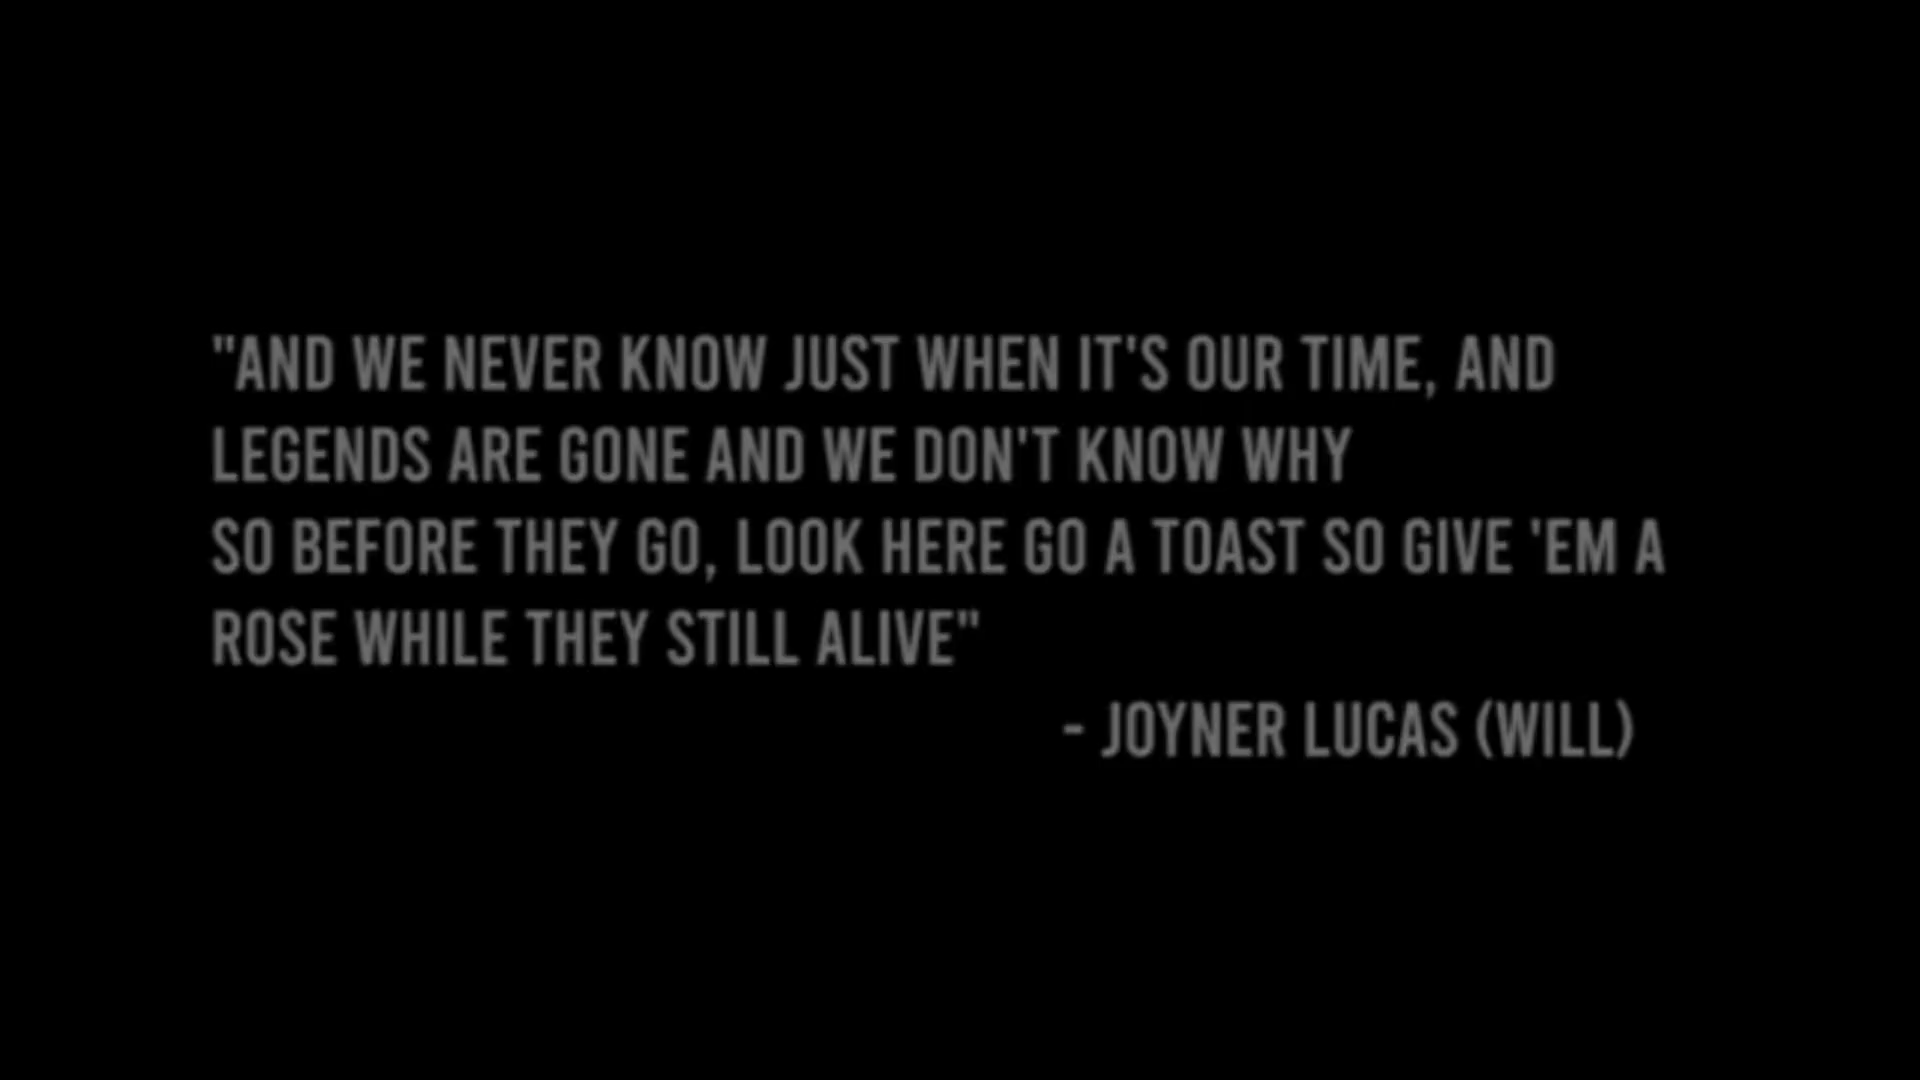 "AND WE NEVER KNOW JUST WHEN IT'S OUR TIME, AND
LEGENDS ARE GONE AND WE DON'T KNOW WHY
SO BEFORE THEY GO, LOOK HERE GO A TOAST SO GIVE 'EM A
ROSE WHILE THEY STILL ALIVE"
- JOYNER LUCAS (WILL)